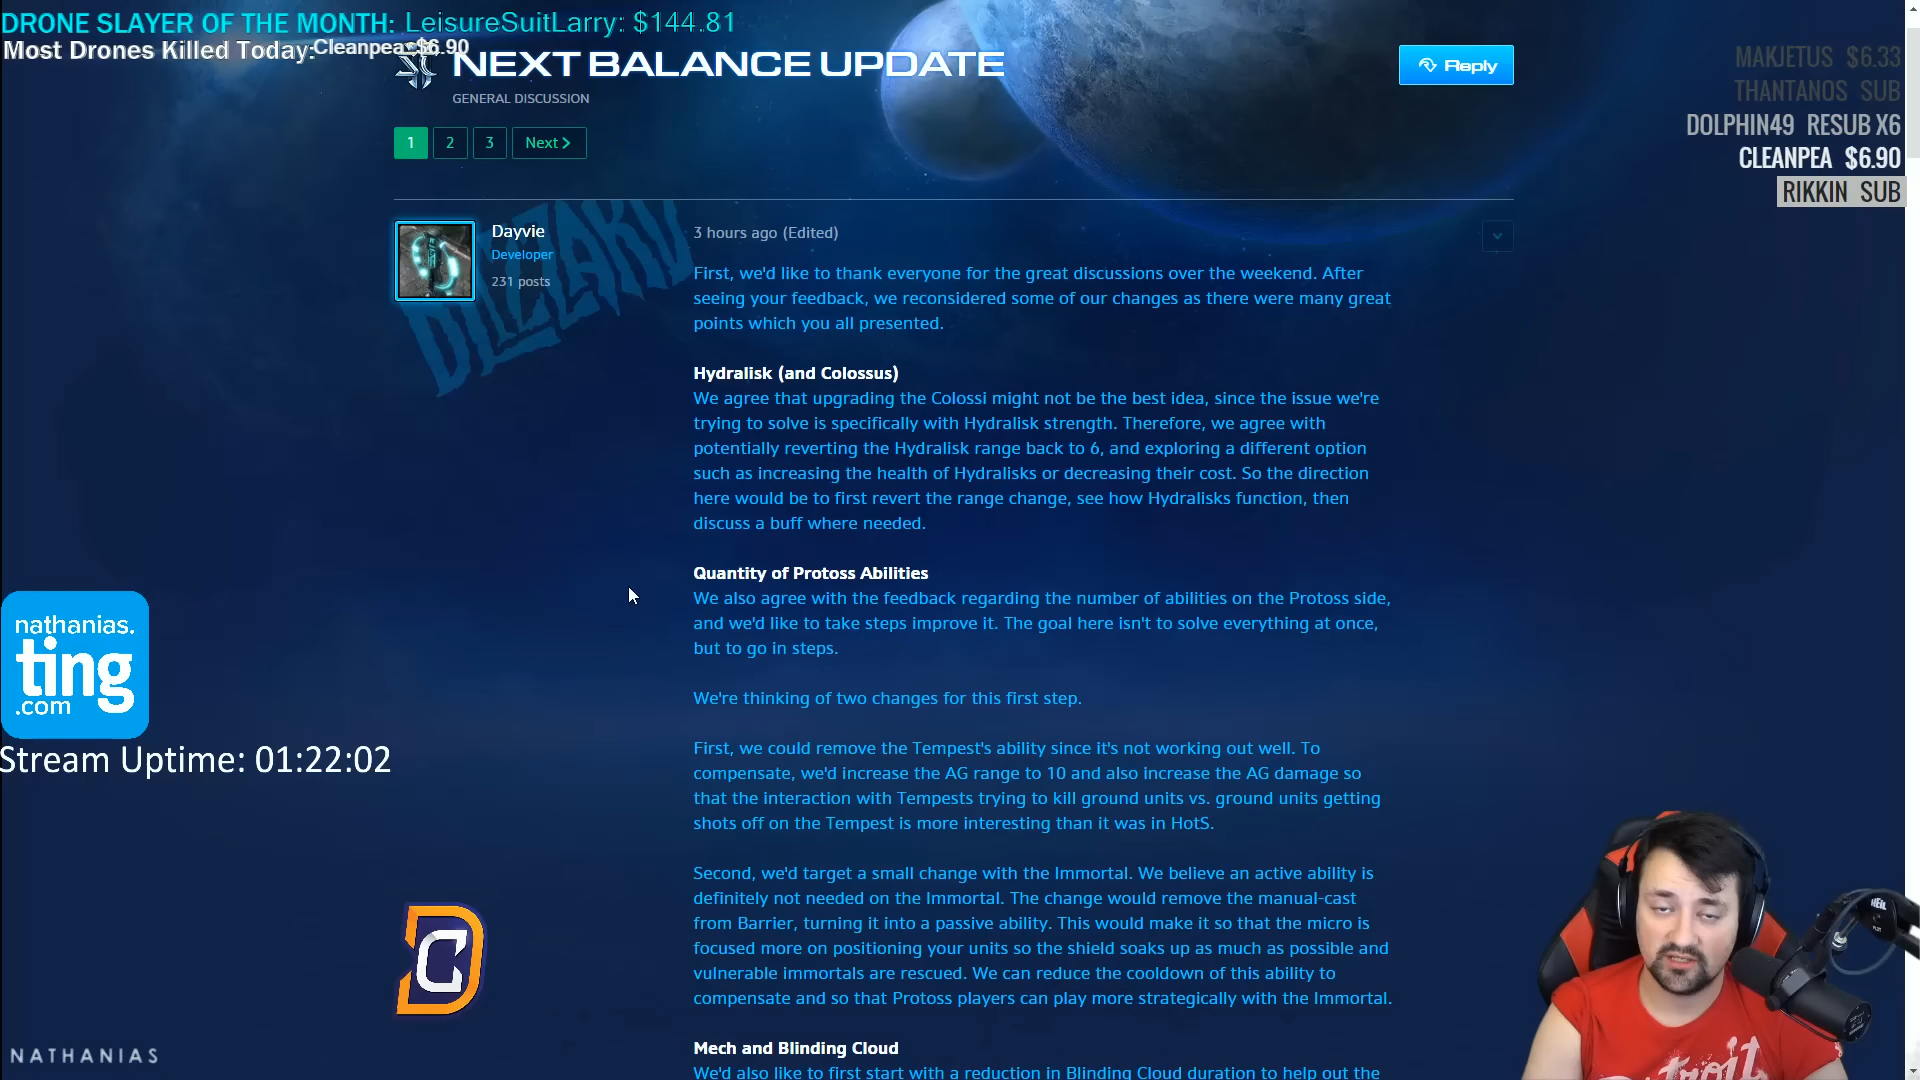 DRONE SLAYER OF THE MONTH: LeisureSuitLarry: $144.81
Most Drones Killed Today: Cleanpea $6.90
NEXT BALANCE UPDATE
GENERAL DISCUSSION
Reply
MAKJETUS $6.33
THANTANOS SUB
DOLPHIN49 RESUB X6
CLEANPEA $6.90
RIKKIN SUB
1 2 3 Next
BLIZZARD
Dayvie
Developer
231 posts
3 hours ago (Edited)
First, we'd like to thank everyone for the great discussions over the weekend. After
seeing your feedback, we reconsidered some of our changes as there were many great
points which you all presented.
Hydralisk (and Colossus)
We agree that upgrading the Colossi might not be the best idea, since the issue we're
trying to solve is specifically with Hydralisk strength. Therefore, we agree with
potentially reverting the Hydralisk range back to 6, and exploring a different option
such as increasing the health of Hydralisks or decreasing their cost. So the direction
here would be to first revert the range change, see how Hydralisks function, then
discuss a buff where needed.
Quantity of Protoss Abilities
We also agree with the feedback regarding the number of abilities on the Protoss side,
and we'd like to take steps improve it. The goal here isn't to solve everything at once,
but to go in steps.
We're thinking of two changes for this first step.
First, we could remove the Tempest's ability since it's not working out well. To
compensate, we'd increase the AG range to 10 and also increase the AG damage so
that the interaction with Tempests trying to kill ground units vs. ground units getting
shots off on the Tempest is more interesting than it was in HotS.
Second, we'd target a small change with the Immortal. We believe an active ability is
definitely not needed on the Immortal. The change would remove the manual-cast
from Barrier, turning it into a passive ability. This would make it so that the micro is
focused more on positioning your units so the shield soaks up as much as possible and
vulnerable immortals are rescued. We can reduce the cooldown of this ability to
compensate and so that Protoss players can play more strategically with the Immortal.
Mech and Blinding Cloud
We'd also like to first start with a reduction in Blinding Cloud duration to help out the
nathanias.
ting
.com
Stream Uptime: 01:22:02
DC
NATHANIAS
Detroit